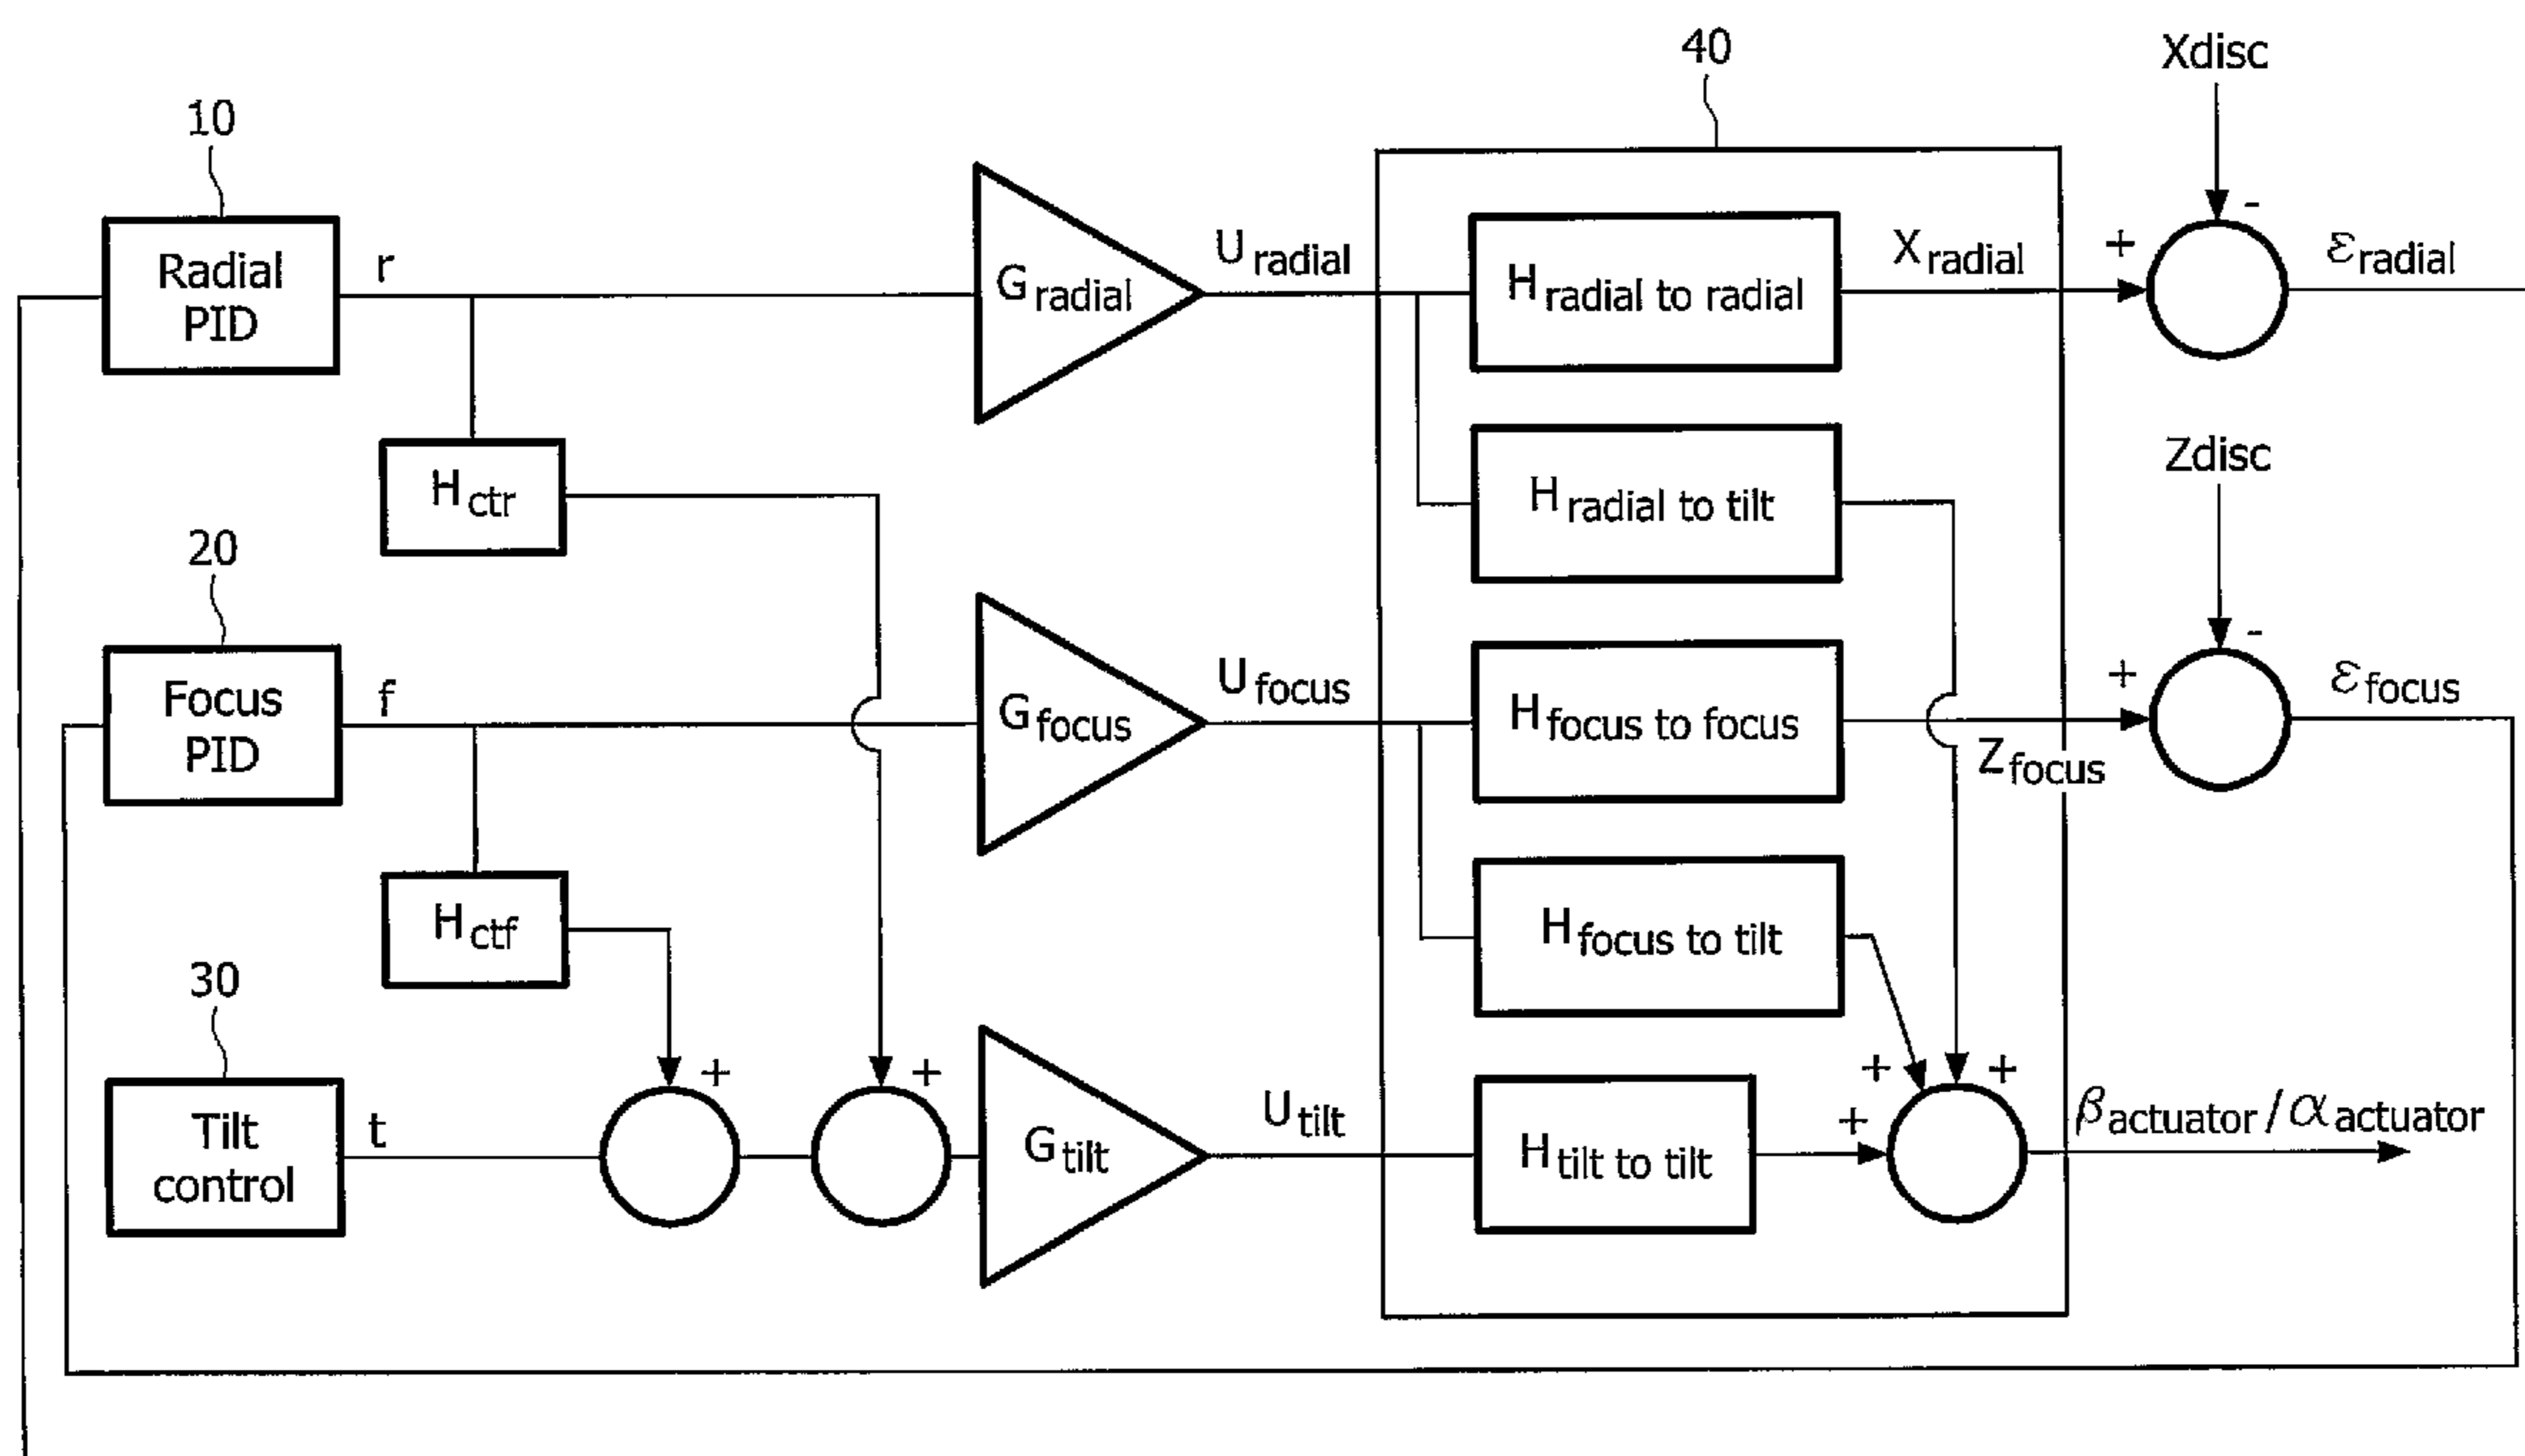 40
Xdisc
10
Radial
PID
r
G radial
U radial
H radial to radial
X radial
+
-
ε radial
H ctr
H radial to tilt
Zdisc
20
Focus
PID
f
G focus
U focus
H focus to focus
Z focus
+
-
ε focus
H ctf
H focus to tilt
30
Tilt
control
t
+
+
G tilt
U tilt
H tilt to tilt
+
+
+
β actuator / α actuator